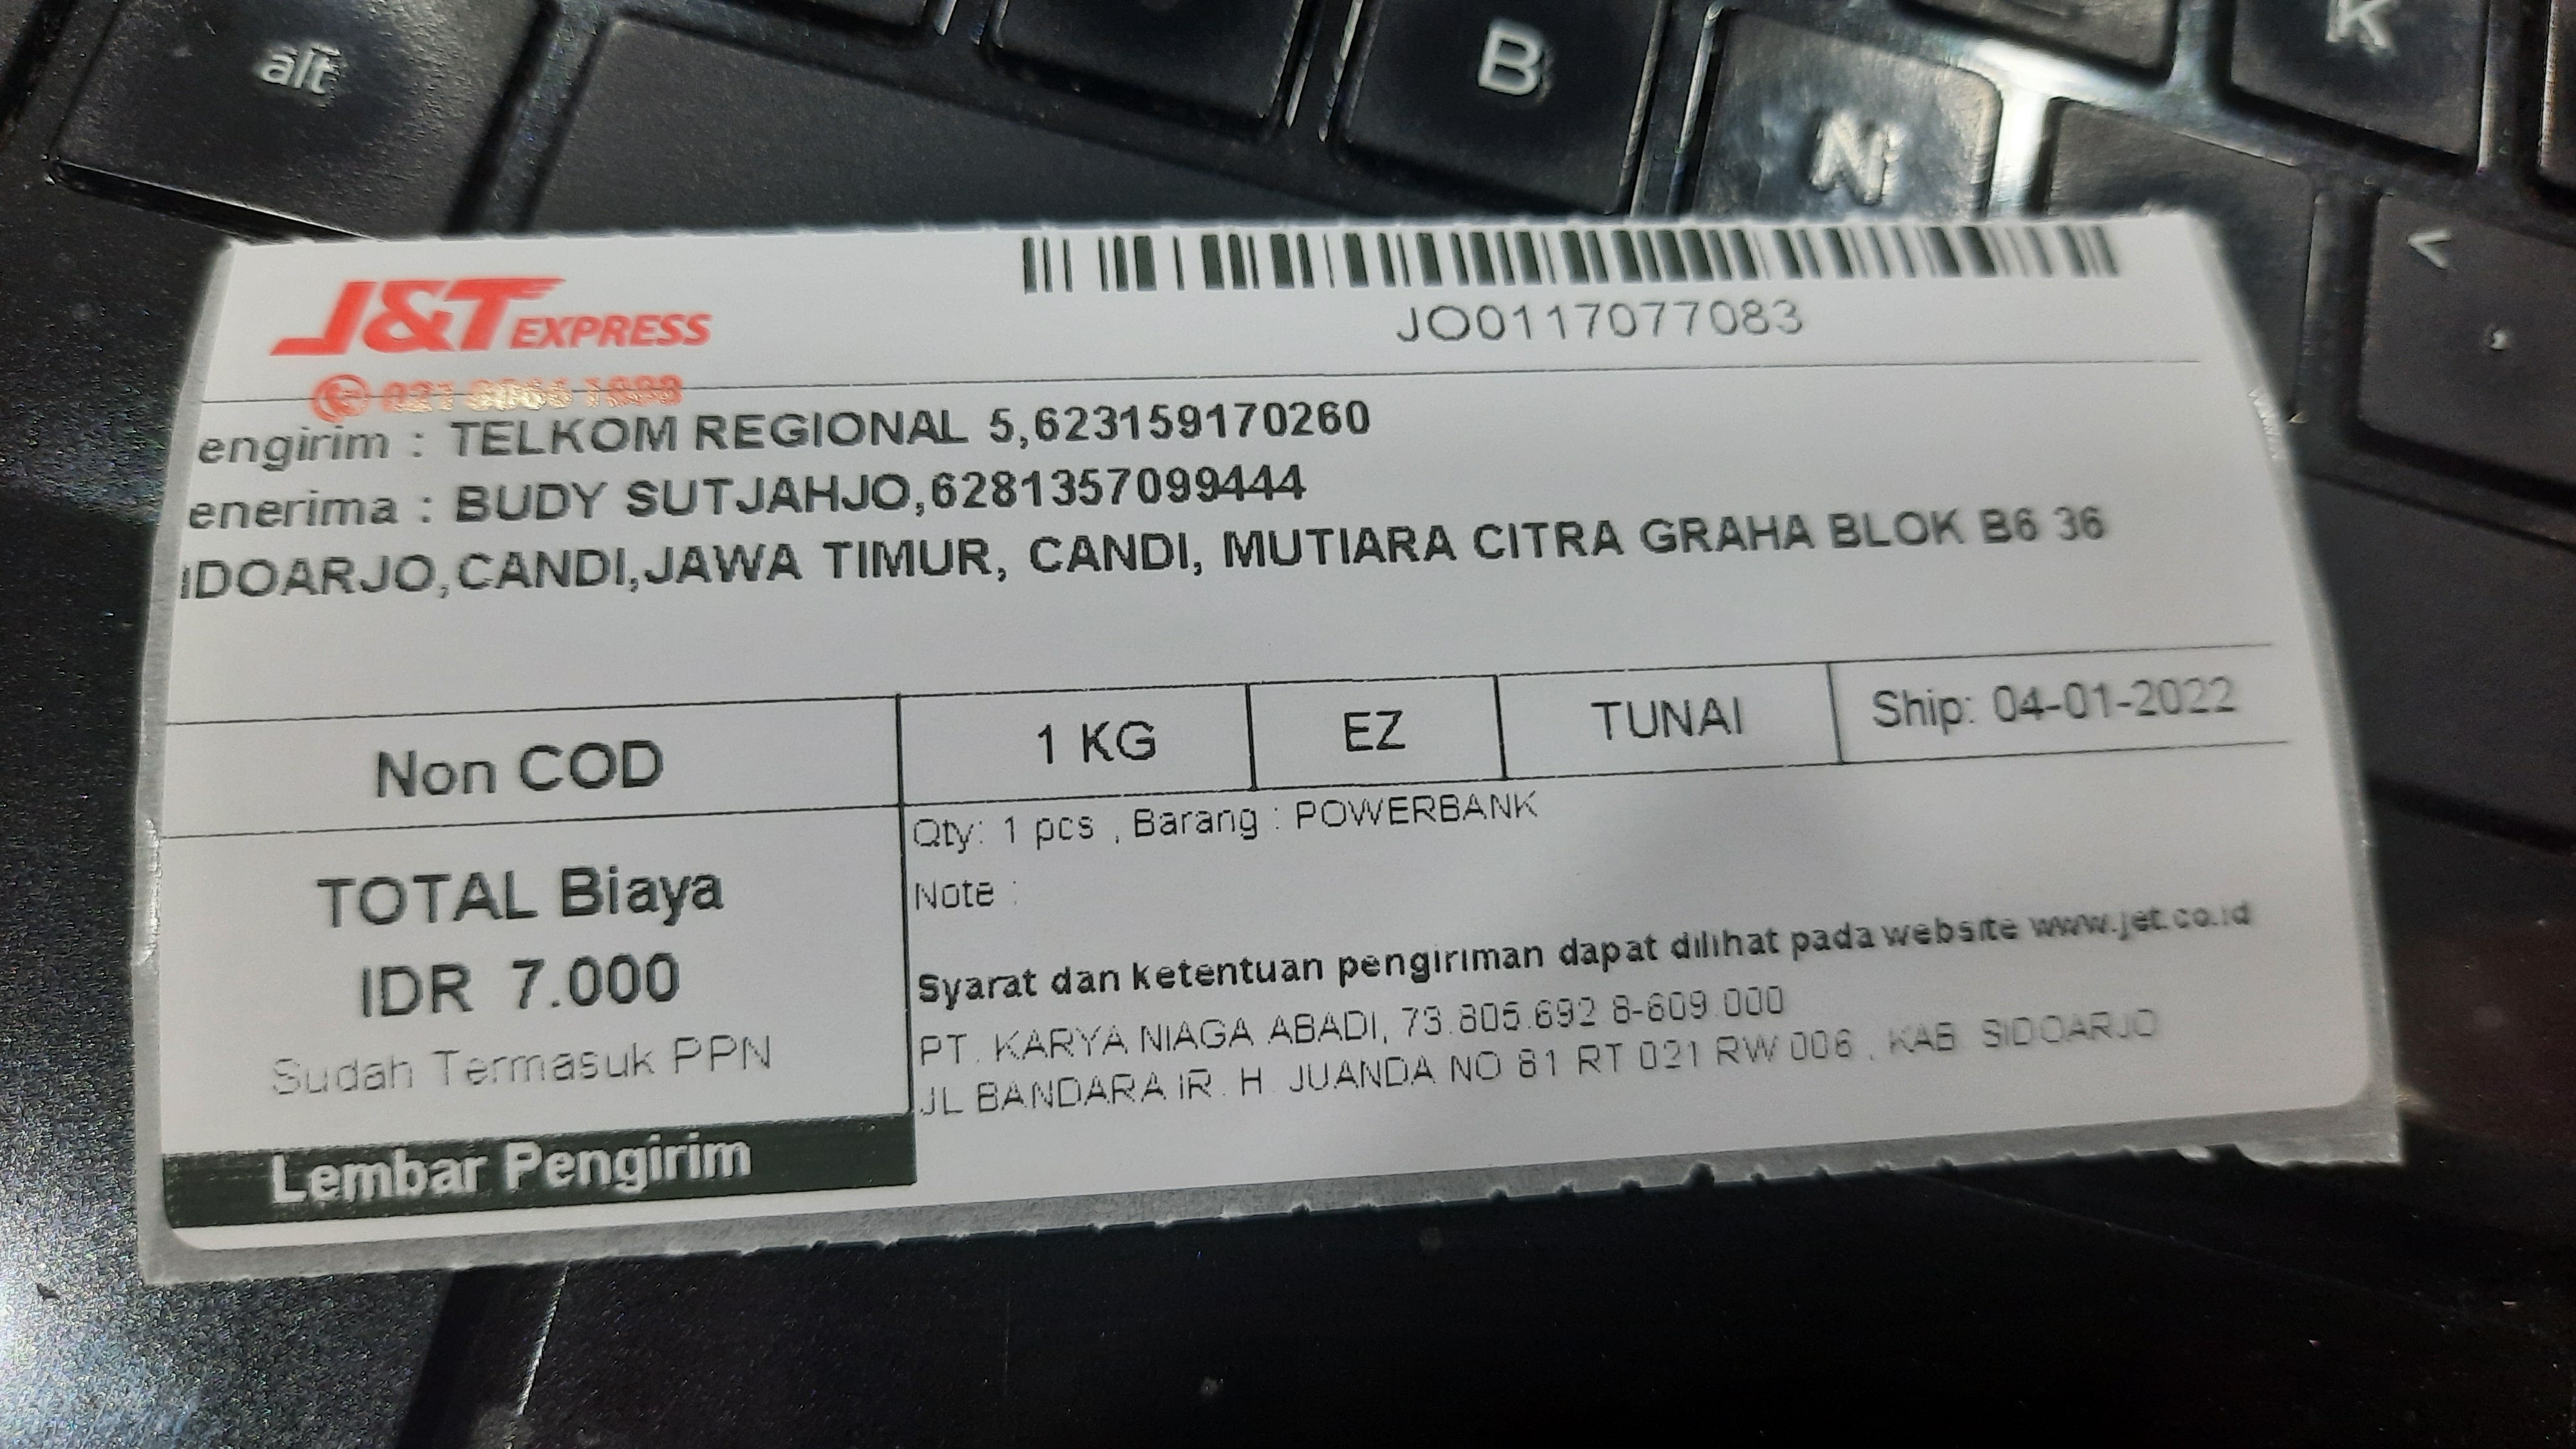 J&T EXPRESS
JO0117077083
engirim : TELKOM REGIONAL 5,623159170260
enerima : BUDY SUTJAHJO,6281357099444
IDOARJO,CANDI,JAWA TIMUR, CANDI, MUTIARA CITRA GRAHA BLOK B6 36
Non COD
1 KG
EZ
TUNAI
Ship: 04-01-2022
TOTAL Biaya
IDR 7.000
Sudah Termasuk PPN
Lembar Pengirim
Qty: 1 pcs , Barang : POWERBANK
Note :
Syarat dan ketentuan pengiriman dapat dilihat pada website www.jet.co.id
PT. KARYA NIAGA ABADI, 73.805.692.8-609.000
JL BANDARA IR. H JUANDA NO 81 RT 021 RW 006 , KAB SIDOARJO
alt
B
N
K
<
,